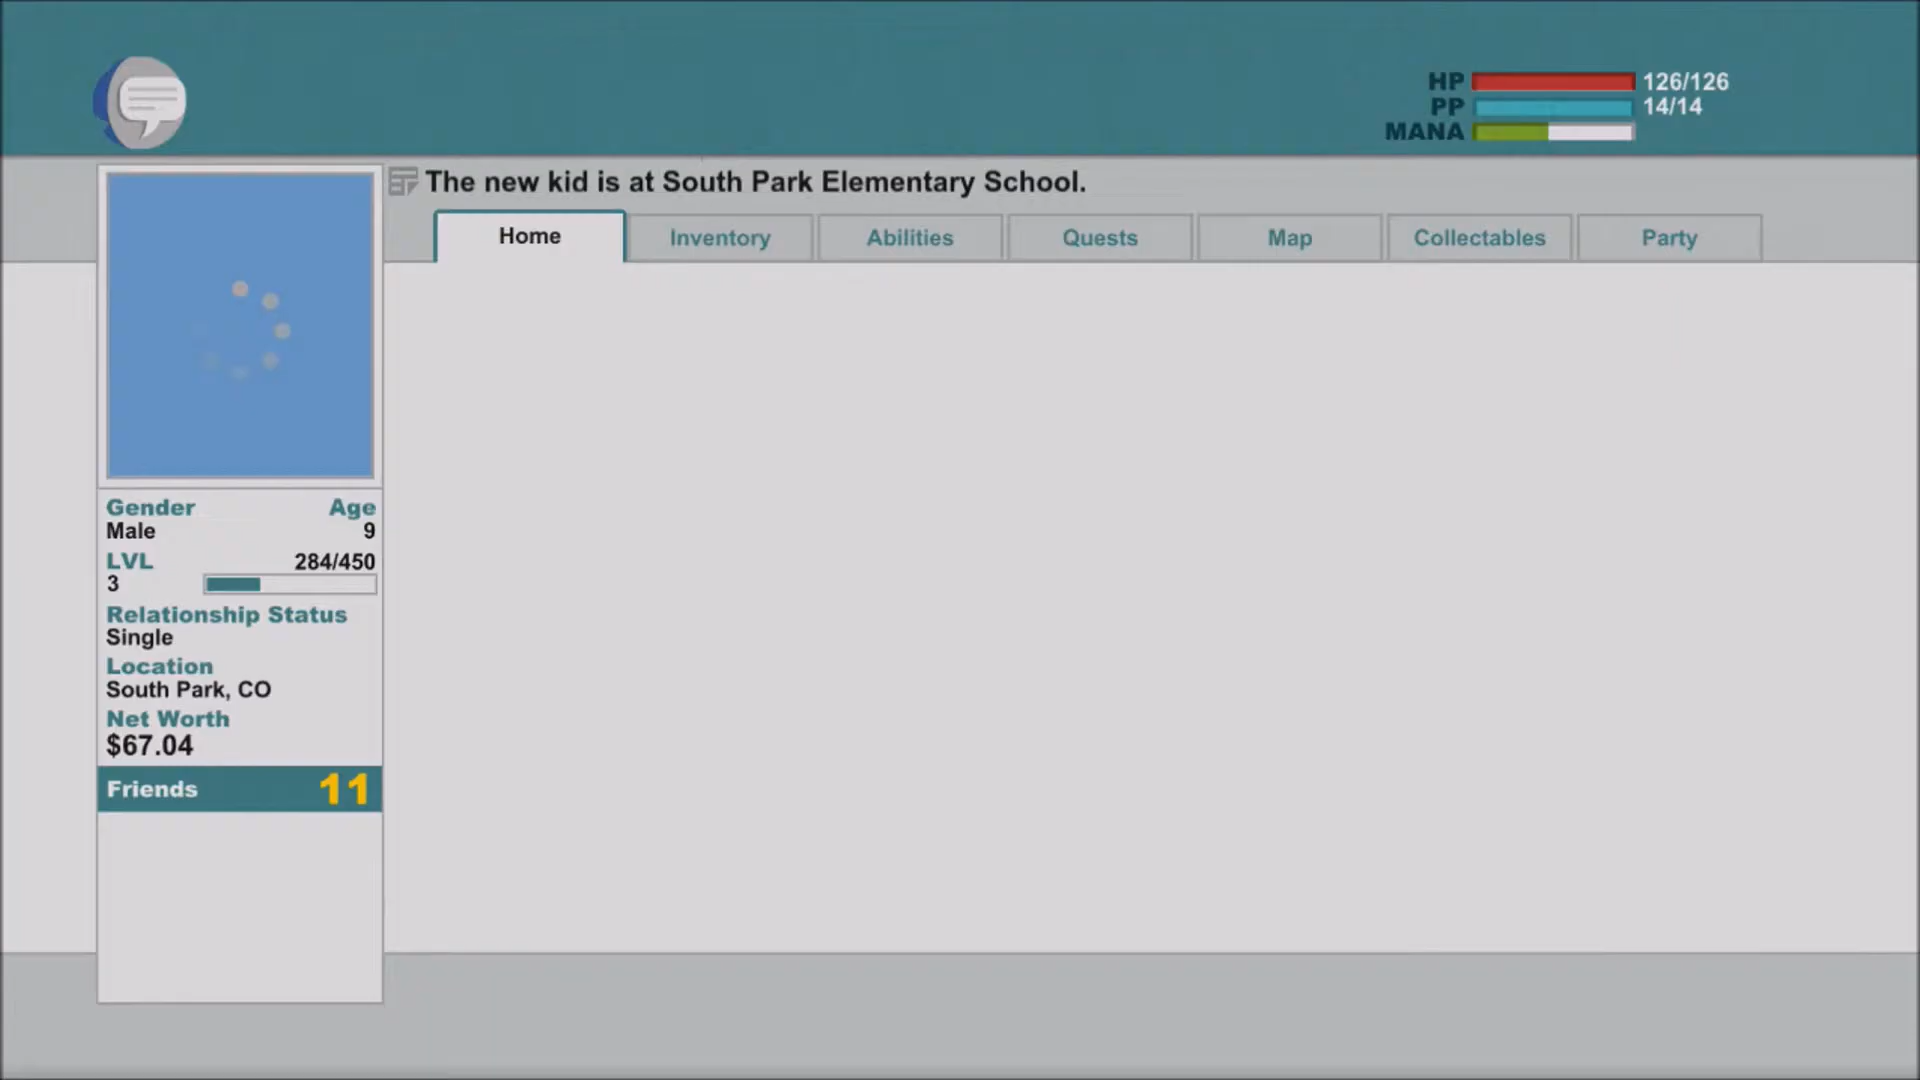 HP 126/126
PP 14/14
MANA
The new kid is at South Park Elementary School.
Home Inventory Abilities Quests Map Collectables Party
Gender Age
Male 9
LVL 284/450
3
Relationship Status
Single
Location
South Park, CO
Net Worth
$67.04
Friends 11